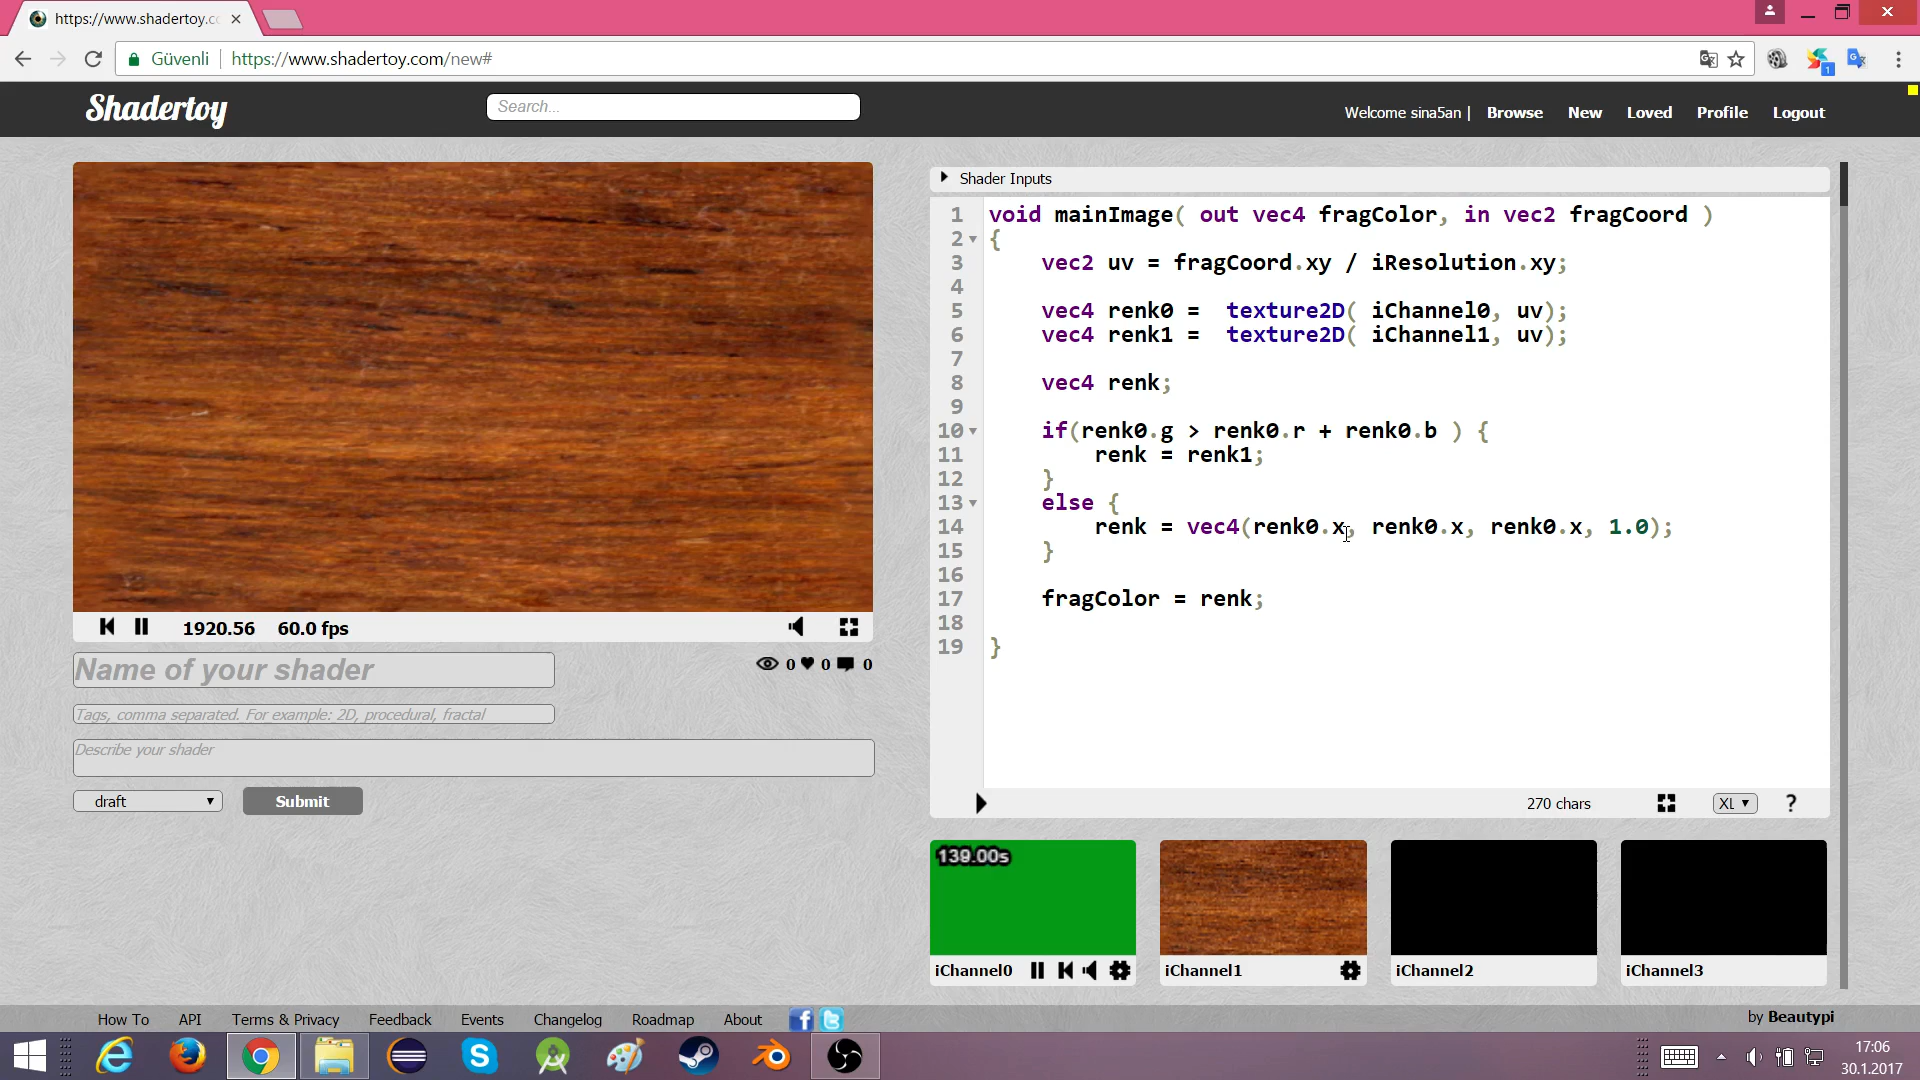 https://www.shadertoy.c
Güvenli https://www.shadertoy.com/new#
1
Shadertoy
Search...
Welcome sina5an | Browse New Loved Profile Logout
1920.56 60.0 fps
Name of your shader
0 0 0
Tags, comma separated. For example: 2D, procedural, fractal
Describe your shader
draft
Submit
Shader Inputs
1 void mainImage( out vec4 fragColor, in vec2 fragCoord )
2 {
3 vec2 uv = fragCoord.xy / iResolution.xy;
4
5 vec4 renk0 =  texture2D( iChannel0, uv);
6 vec4 renk1 =  texture2D( iChannel1, uv);
7
8 vec4 renk;
9
10 if(renk0.g > renk0.r + renk0.b ) {
11 renk = renk1;
12 }
13 else {
14 renk = vec4(renk0.x, renk0.x, renk0.x, 1.0);
15 }
16
17 fragColor = renk;
18
19 }
270 chars XL ?
139.00s
iChannel0 iChannel1 iChannel2 iChannel3
How To API Terms & Privacy Feedback Events Changelog Roadmap About
by Beautypi
17:06
30.1.2017